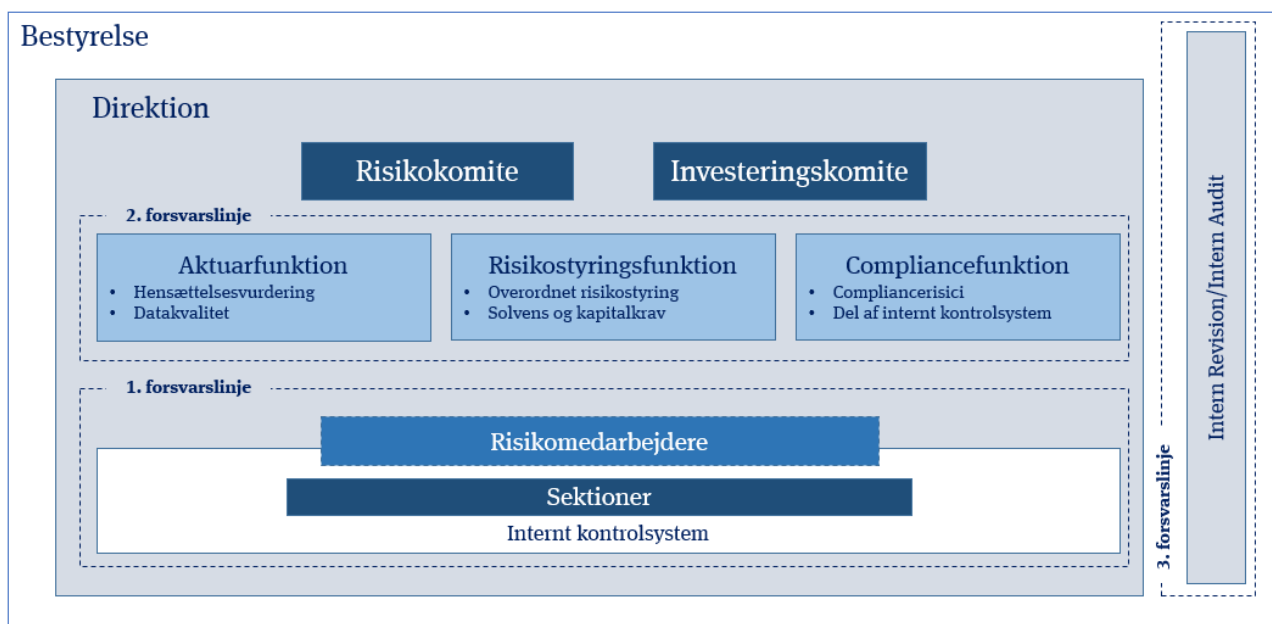 Bestyrelse
Direktion
Risikokomite
Investeringskomite
2. forsvarslinje
Aktuarfunktion
• Hensættelsesvurdering
• Datakvalitet
Risikostyringsfunktion
• Overordnet risikostyring
• Solvens og kapitalkrav
Compliancefunktion
• Compliancerisici
• Del af internt kontrolsystem
1. forsvarslinje
Risikomedarbejdere
Sektioner
Internt kontrolsystem
3. forsvarslinje
Intern Revision/Intern Audit